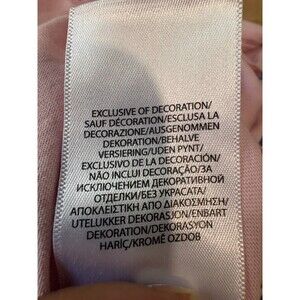 EXCLUSIVE OF DECORATION/
SAUF DÉCORATION/ESCLUSA LA
DECORAZIONE/AUSGENOMMEN
DEKORATION/BEHALVE
VERSIERING/UDEN PYNT/
EXCLUSIVO DE LA DECORACIÓN/
NÃO INCLUI DECORAÇÃO/ЗА
ИСКЛЮЧЕНИЕМ ДЕКОРАТИВНОЙ
ОТДЕЛКИ/БЕЗ УКРАСАТА/
ΑΠΟΚΛΕΙΣΤΙΚΗ ΑΠΟ ΔΙΑΚΟΣΜΗΣΗ/
UTELUKKER DEKORASJON/ENBART
DEKORATION/DEKORASYON
HARİÇ/KROMĚ OZDOB